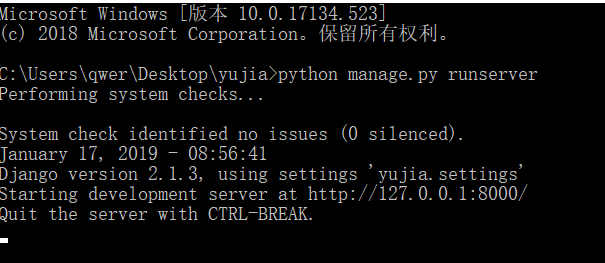 Microsoft Windows [版本 10.0.17134.523]
(c) 2018 Microsoft Corporation。保留所有权利。
C:\Users\qwer\Desktop\yujia>python manage.py runserver
Performing system checks...
System check identified no issues (0 silenced).
January 17, 2019 - 08:56:41
Django version 2.1.3, using settings 'yujia.settings'
Starting development server at http://127.0.0.1:8000/
Quit the server with CTRL-BREAK.